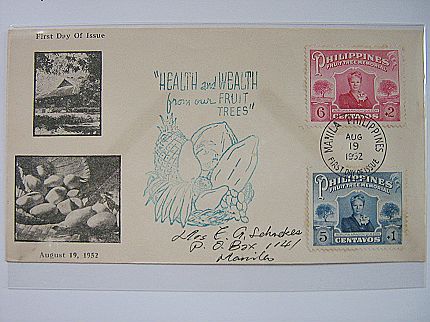 First Day Of Issue
"HEALTH and WEALTH
from our FRUIT
TREES"
PHILIPPINES
FRUIT TREE MEMORIAL
6 +2
CENTAVOS
MANILA, PHILIPPINES
AUG
19
1952
FIRST DAY OF ISSUE
PHILIPPINES
FRUIT TREE MEMORIAL
5 +1
CENTAVOS
P. O. Box 1141
Manila
August 19, 1952